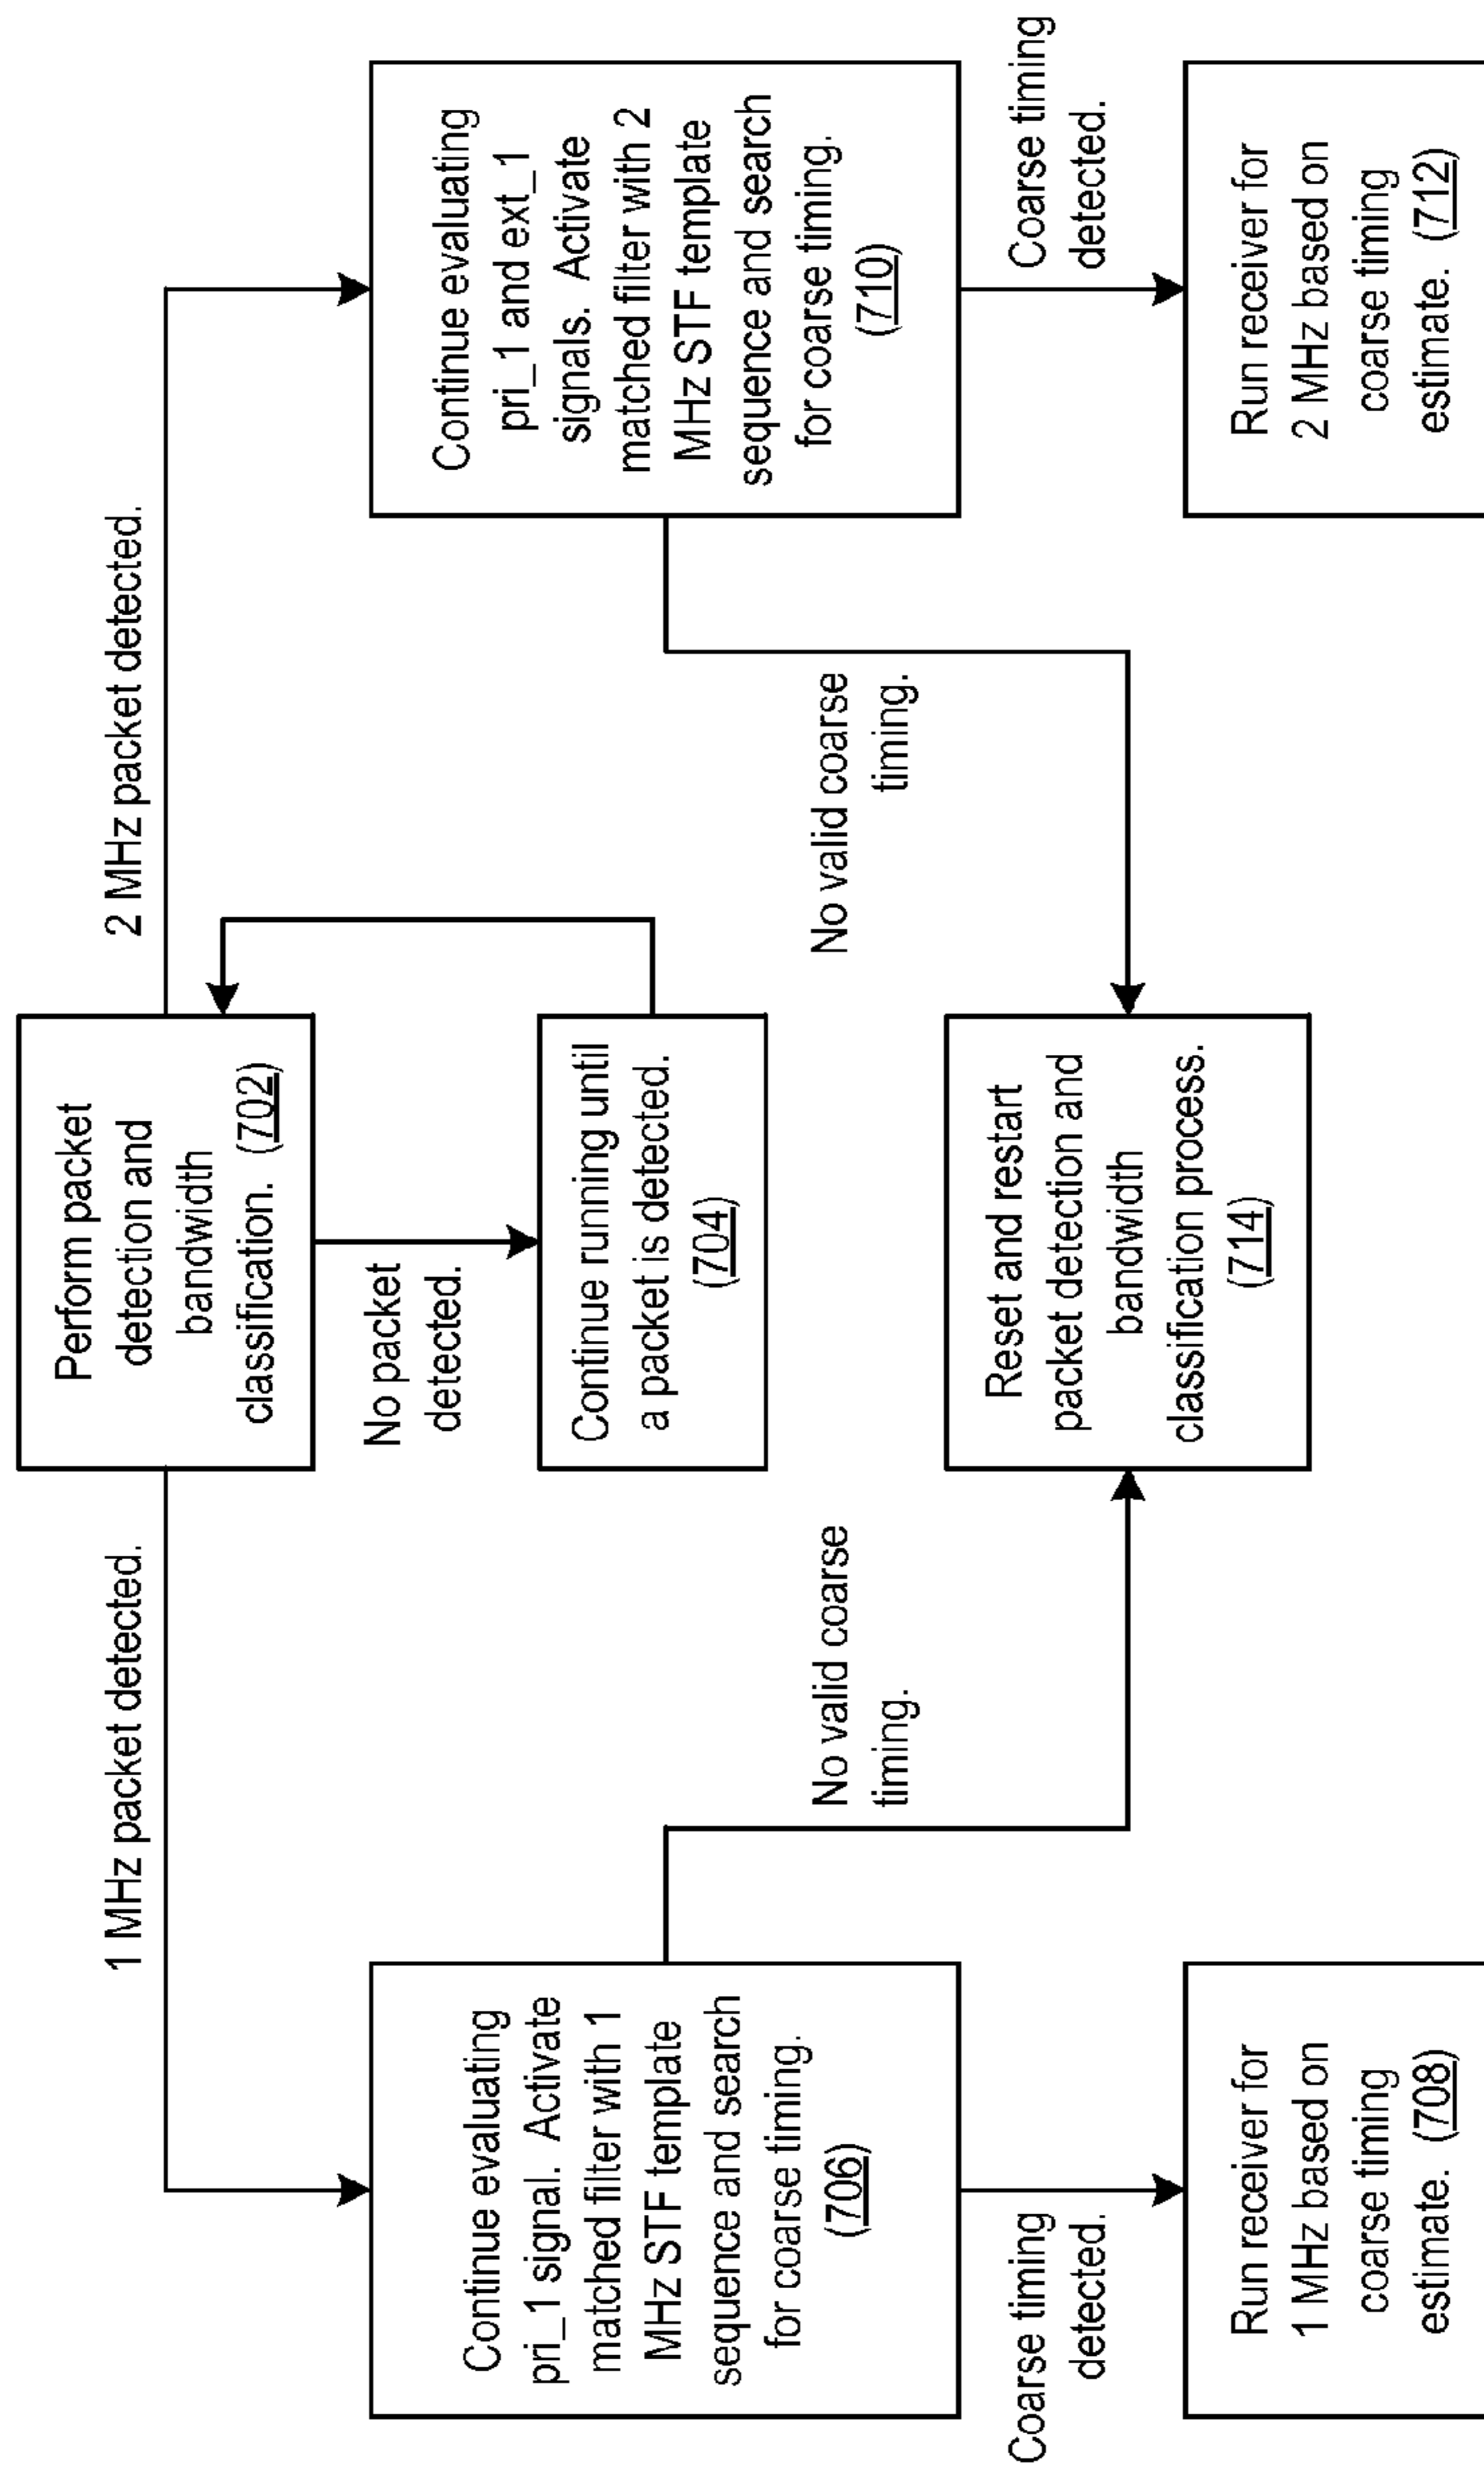 Perform packet
detection and
bandwidth
classification. (702)
1 MHz packet detected.
2 MHz packet detected.
No packet
detected.
Continue running until
a packet is detected.
(704)
Continue evaluating
pri_1 signal. Activate
matched filter with 1
MHz STF template
sequence and search
for coarse timing.
(706)
Continue evaluating
pri_1 and ext_1
signals. Activate
matched filter with 2
MHz STF template
sequence and search
for coarse timing.
(710)
No valid coarse
timing.
No valid coarse
timing.
Reset and restart
packet detection and
bandwidth
classification process.
(714)
Coarse timing
detected.
Coarse timing
detected.
Run receiver for
1 MHz based on
coarse timing
estimate. (708)
Run receiver for
2 MHz based on
coarse timing
estimate. (712)